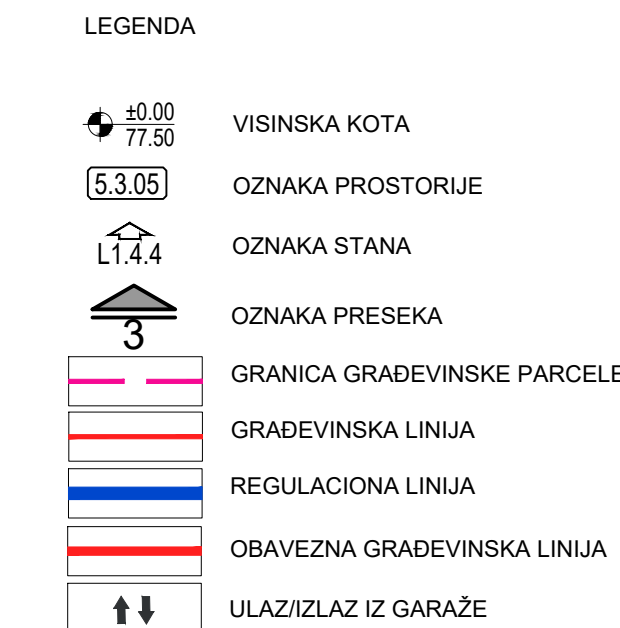 LEGENDA
±0.00
77.50
VISINSKA KOTA
5.3.05
OZNAKA PROSTORIJE
L1.4.4
OZNAKA STANA
3
OZNAKA PRESEKA
GRANICA GRAĐEVINSKE PARCELE
GRAĐEVINSKA LINIJA
REGULACIONA LINIJA
OBAVEZNA GRAĐEVINSKA LINIJA
ULAZ/IZLAZ IZ GARAŽE